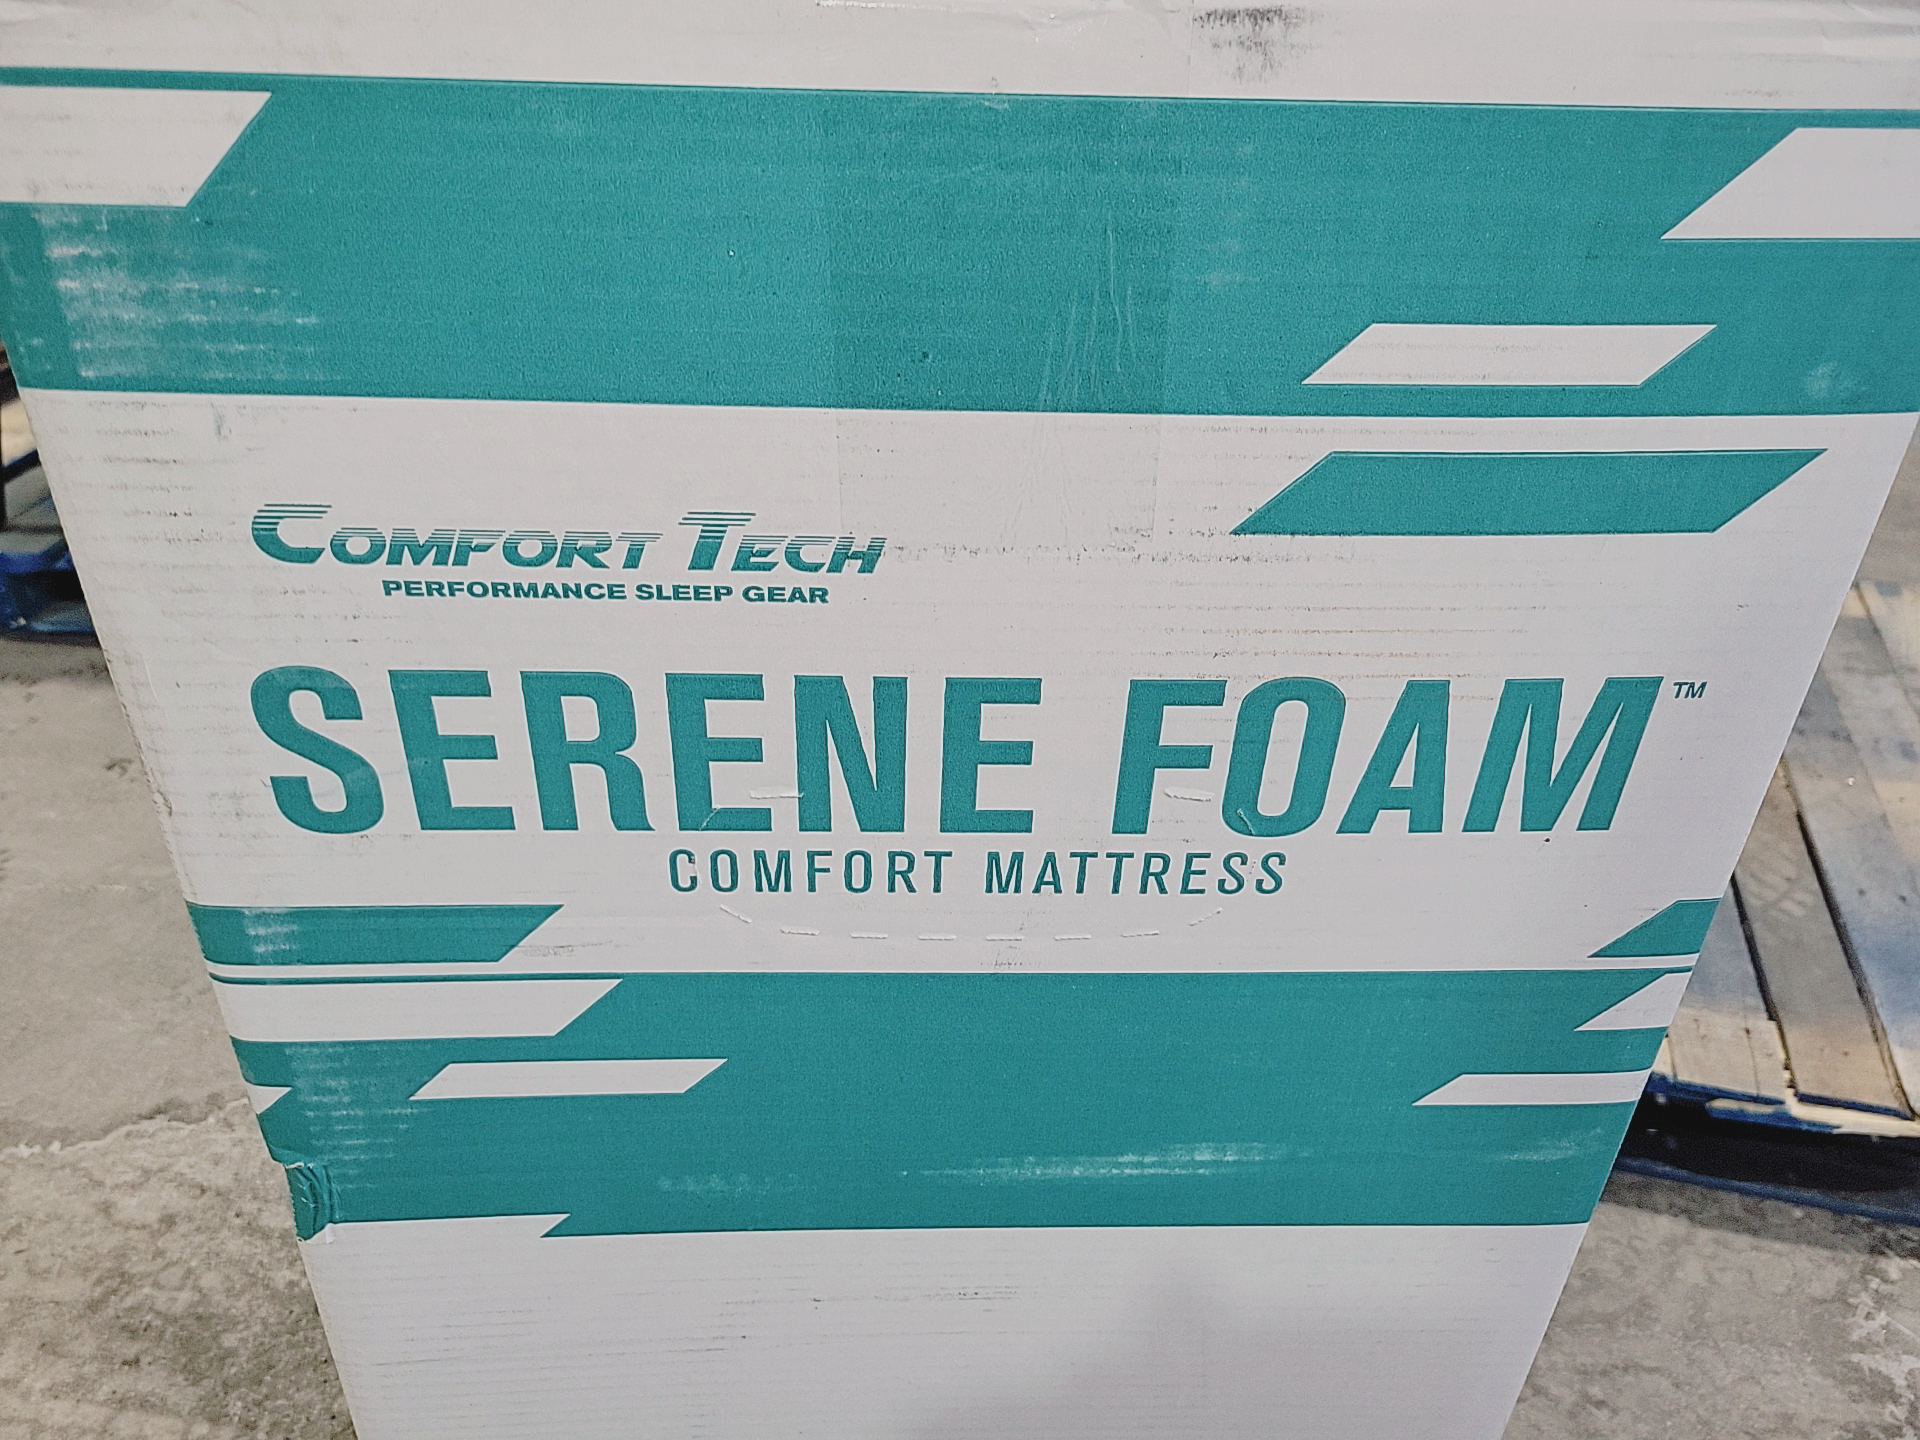 COMFORT TECH
PERFORMANCE SLEEP GEAR
SERENE FOAM™
COMFORT MATTRESS